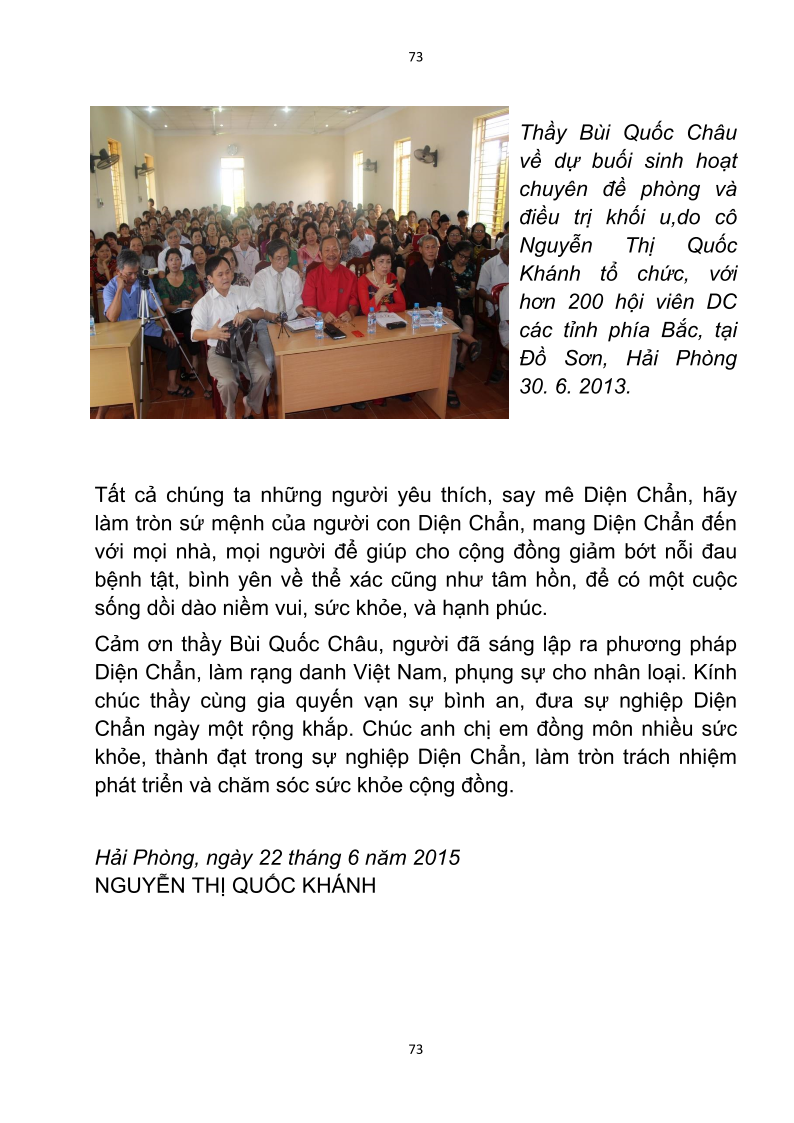 73
Thầy Bùi Quốc Châu
về dự buổi sinh hoạt
chuyên đề phòng và
điều trị khối u,do cô
Nguyễn Thị Quốc
Khánh tổ chức, với
hơn 200 hội viên DC
các tỉnh phía Bắc, tại
Đồ Sơn, Hải Phòng
30. 6. 2013.
Tất cả chúng ta những người yêu thích, say mê Diện Chẩn, hãy
làm tròn sứ mệnh của người con Diện Chẩn, mang Diện Chẩn đến
với mọi nhà, mọi người để giúp cho cộng đồng giảm bớt nỗi đau
bệnh tật, bình yên về thể xác cũng như tâm hồn, để có một cuộc
sống dồi dào niềm vui, sức khỏe, và hạnh phúc.
Cảm ơn thầy Bùi Quốc Châu, người đã sáng lập ra phương pháp
Diện Chẩn, làm rạng danh Việt Nam, phụng sự cho nhân loại. Kính
chúc thầy cùng gia quyến vạn sự bình an, đưa sự nghiệp Diện
Chẩn ngày một rộng khắp. Chúc anh chị em đồng môn nhiều sức
khỏe, thành đạt trong sự nghiệp Diện Chẩn, làm tròn trách nhiệm
phát triển và chăm sóc sức khỏe cộng đồng.
Hải Phòng, ngày 22 tháng 6 năm 2015
NGUYỄN THỊ QUỐC KHÁNH
73